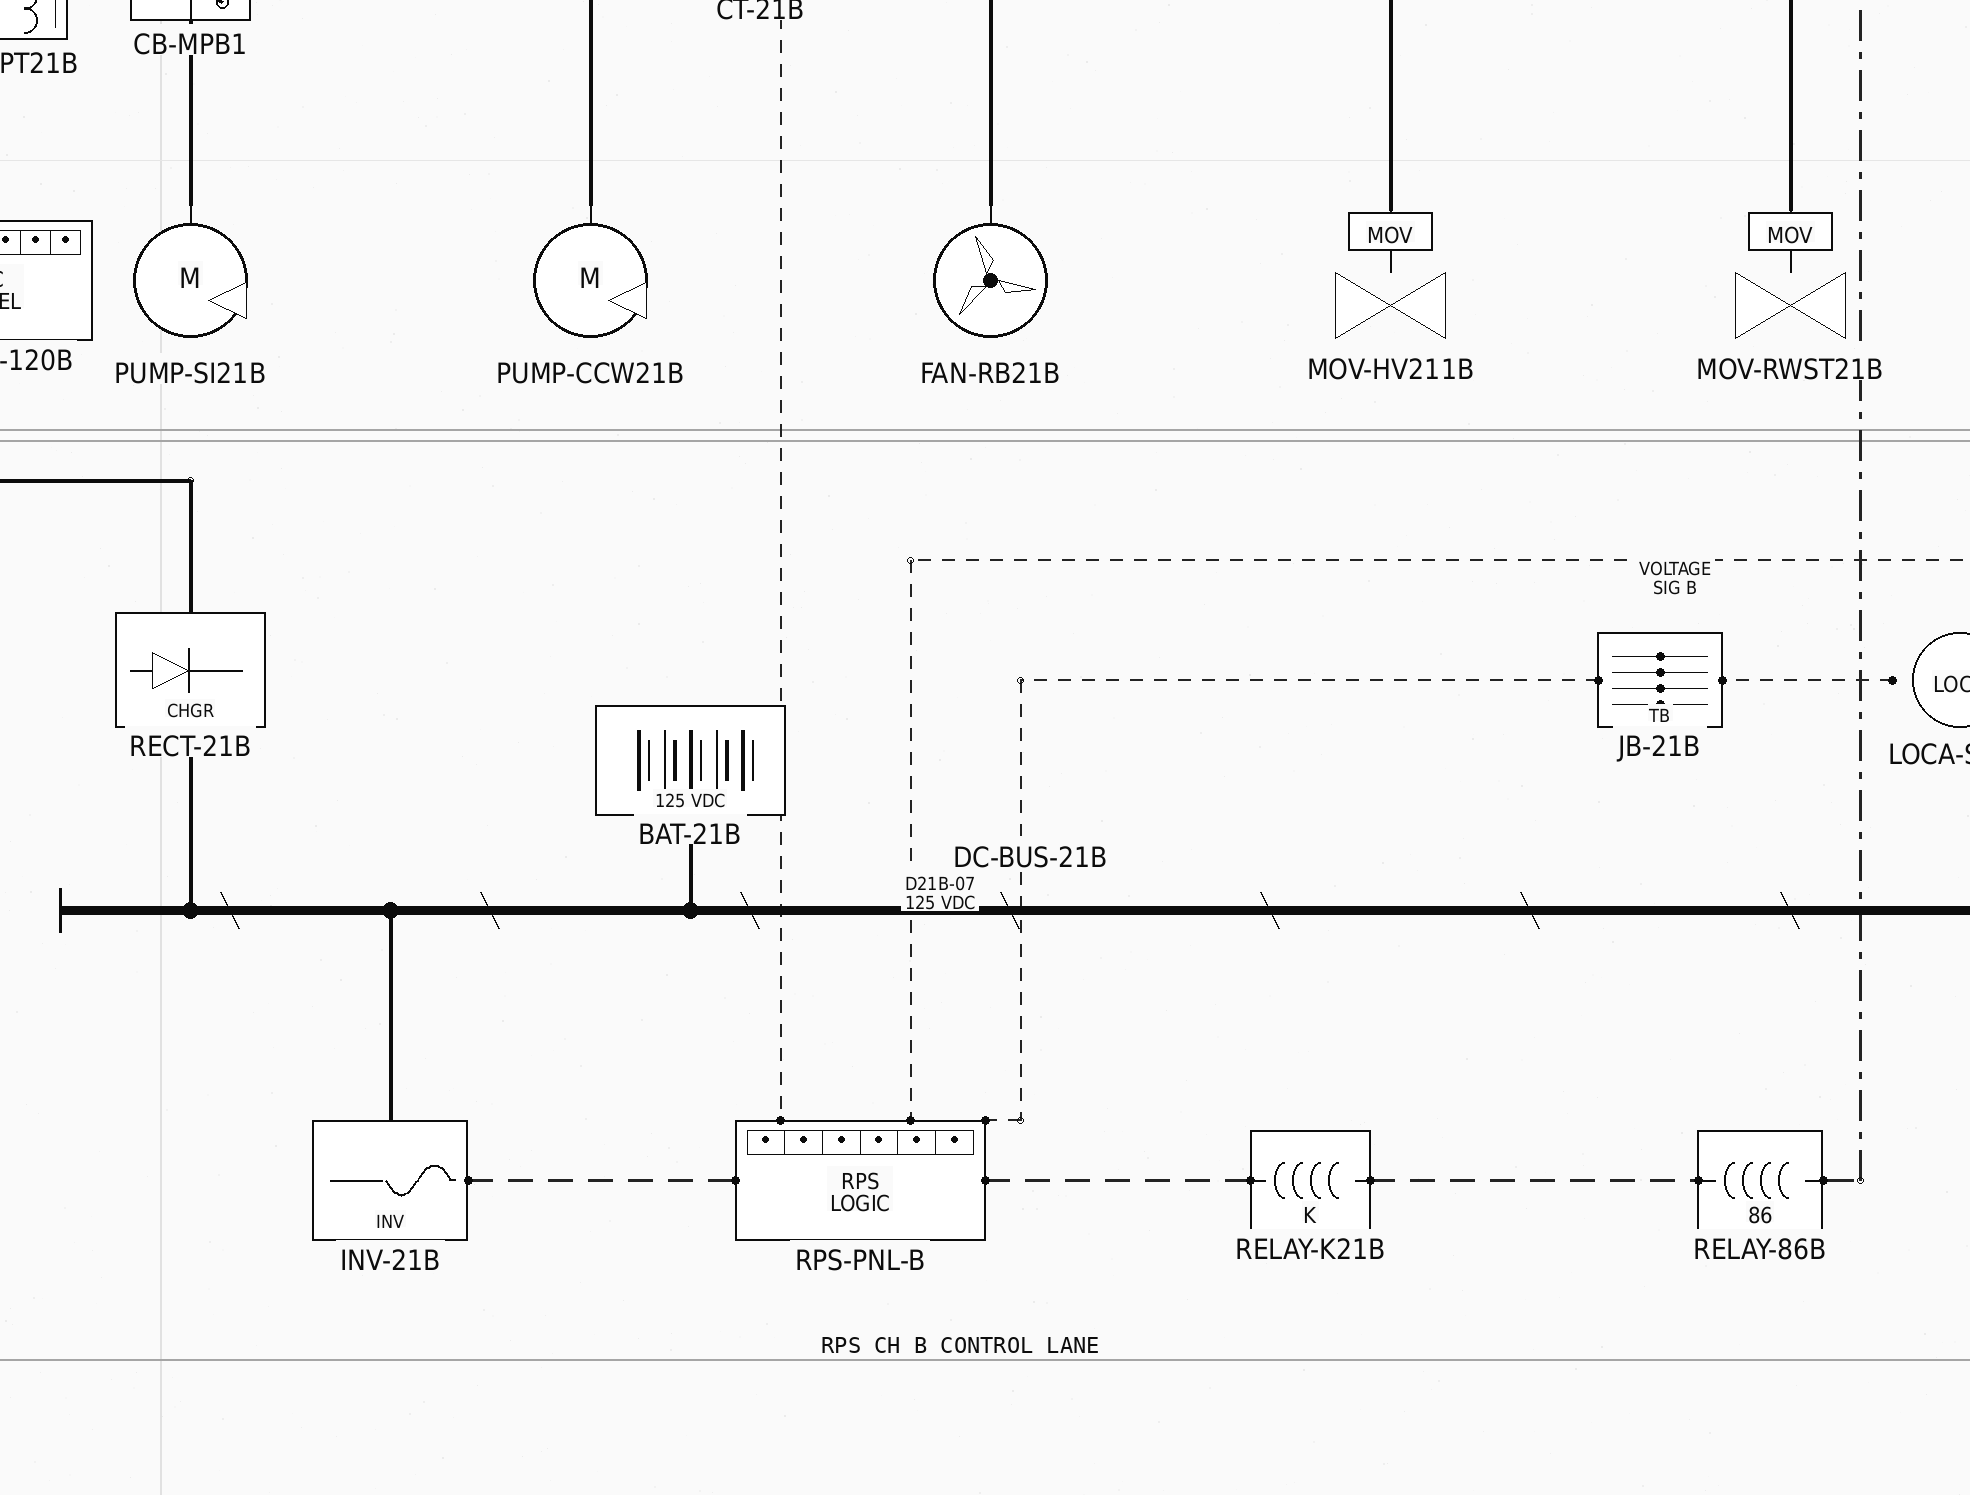 CT-21B
CB-MPB1
PT21B
MOV
MOV
M
M
EL
-120B
PUMP-SI21B
PUMP-CCW21B
FAN-RB21B
MOV-HV211B
MOV-RWST21B
VOLTAGE
SIG B
CHGR
RECT-21B
LOC
TB
JB-21B
LOCA-S
125 VDC
BAT-21B
DC-BUS-21B
D21B-07
125 VDC
RPS
LOGIC
INV
K
86
INV-21B
RPS-PNL-B
RELAY-K21B
RELAY-86B
RPS CH B CONTROL LANE